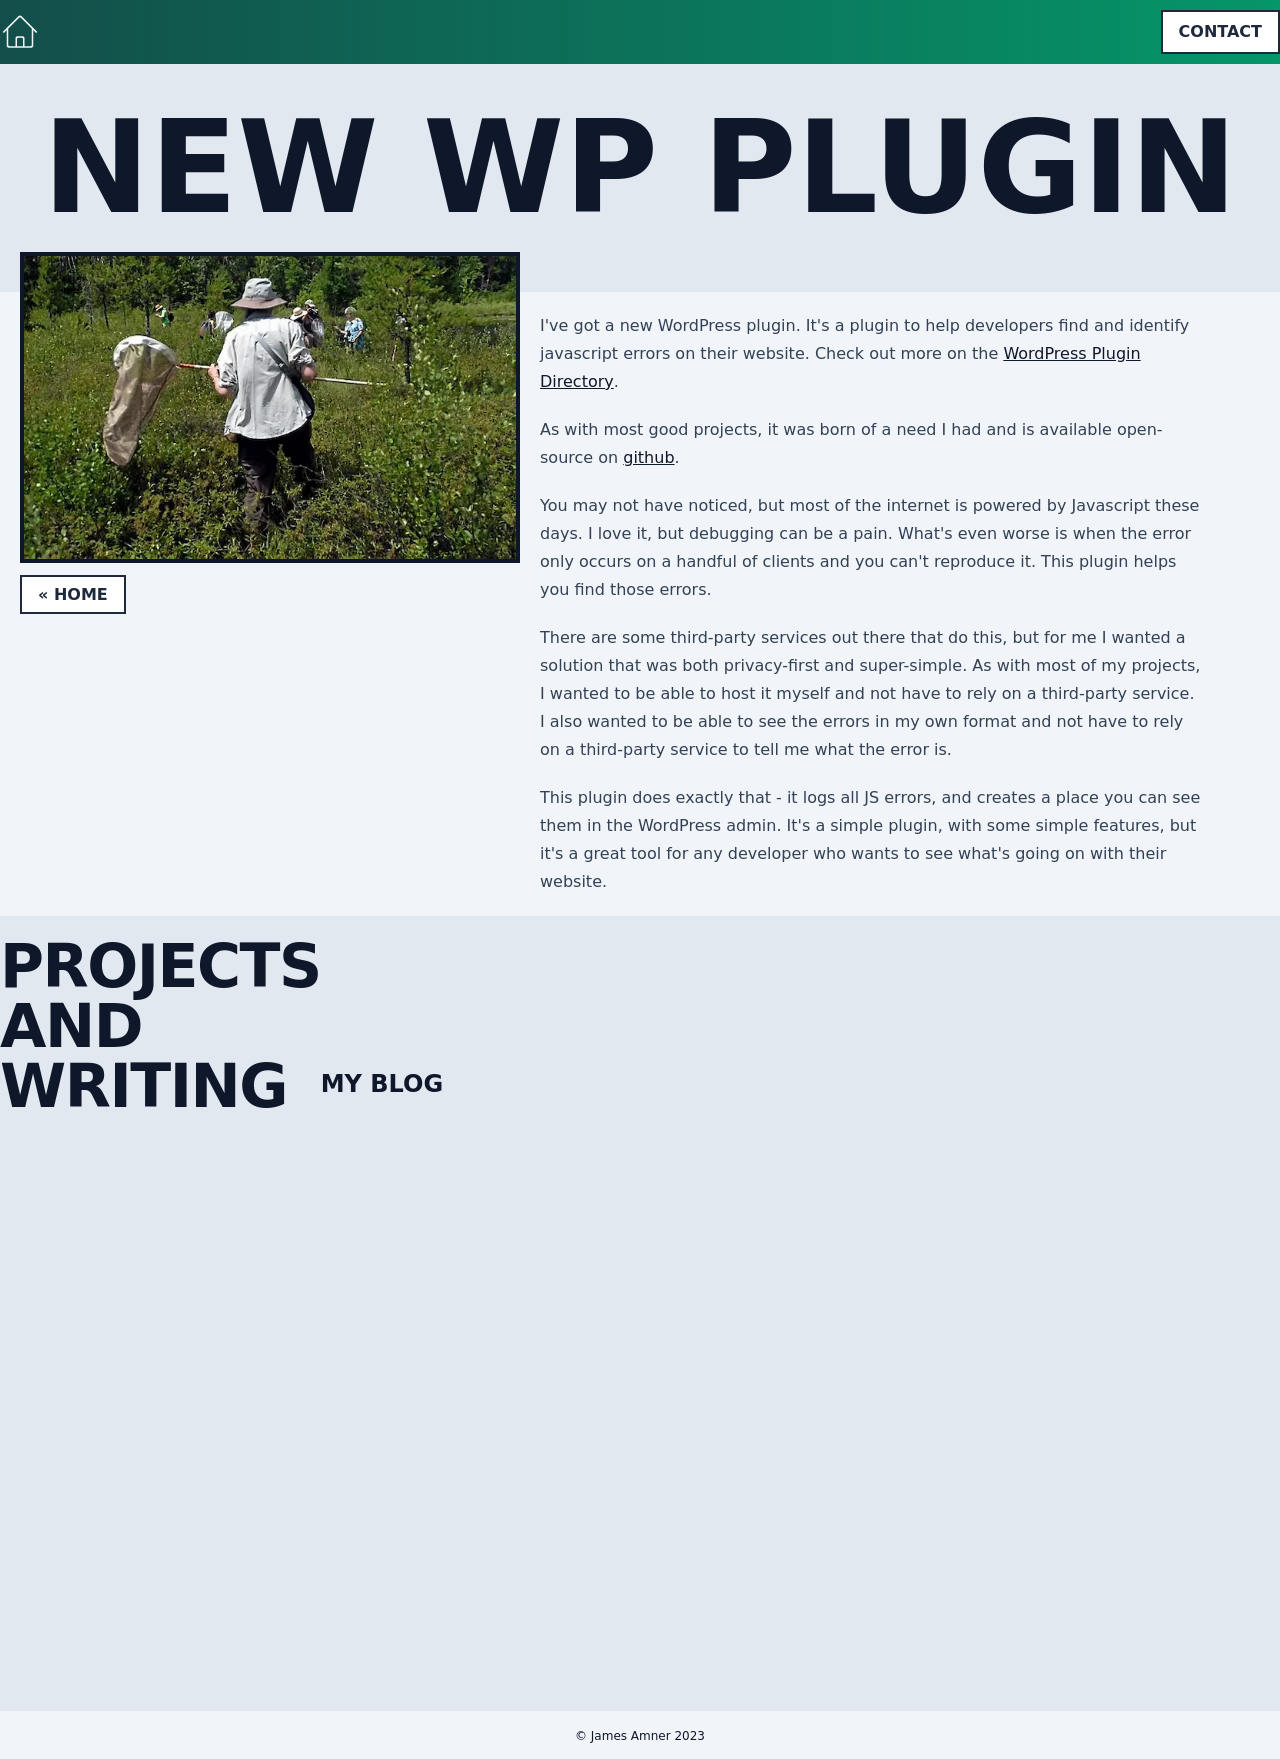 CONTACT
NEW WP PLUGIN
I've got a new WordPress plugin. It's a plugin to help developers find and identify
javascript errors on their website. Check out more on the WordPress Plugin
Directory.
As with most good projects, it was born of a need I had and is available open-
source on github.
You may not have noticed, but most of the internet is powered by Javascript these
days. I love it, but debugging can be a pain. What's even worse is when the error
only occurs on a handful of clients and you can't reproduce it. This plugin helps
you find those errors.
There are some third-party services out there that do this, but for me I wanted a
solution that was both privacy-first and super-simple. As with most of my projects,
I wanted to be able to host it myself and not have to rely on a third-party service.
I also wanted to be able to see the errors in my own format and not have to rely
on a third-party service to tell me what the error is.
This plugin does exactly that - it logs all JS errors, and creates a place you can see
them in the WordPress admin. It's a simple plugin, with some simple features, but
it's a great tool for any developer who wants to see what's going on with their
website.
« HOME
PROJECTS
AND
WRITING
MY BLOG
© James Amner 2023